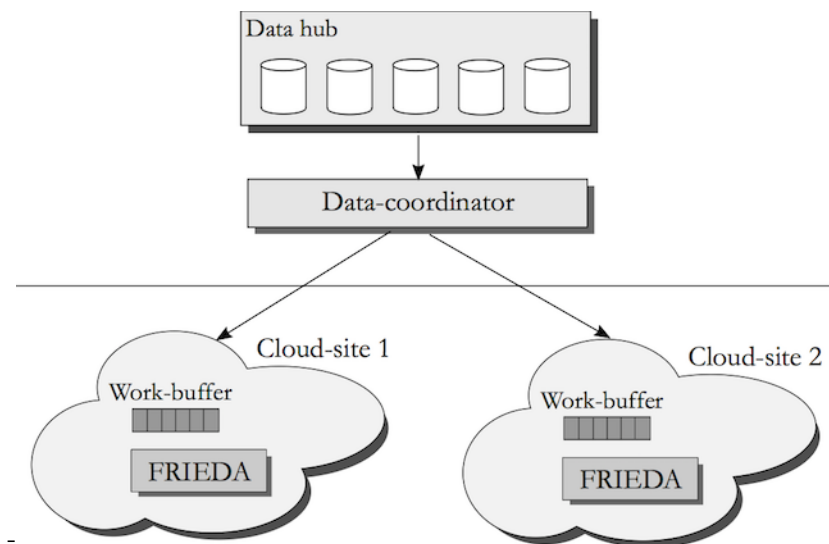 Data hub
Data-coordinator
Cloud-site 1
Work-buffer
FRIEDA
Cloud-site 2
Work-buffer
FRIEDA